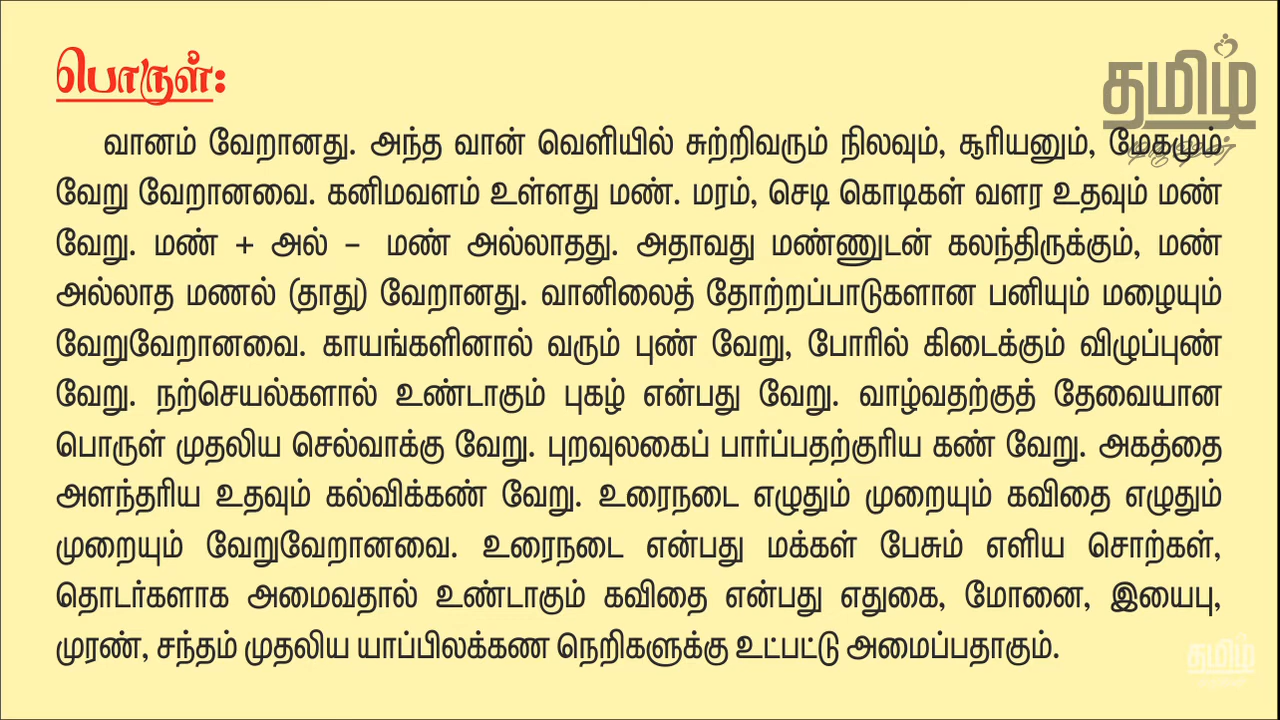 பொருள்:
தமிழ்
வானம் வேறானது. அந்த வான் வெளியில் சுற்றிவரும் நிலவும், சூரியனும், மேகமும்
வேறு வேறானவை. கனிமவளம் உள்ளது மண். மரம், செடி கொடிகள் வளர உதவும் மண்
வேறு. மண் + அல் – மண் அல்லாதது. அதாவது மண்ணுடன் கலந்திருக்கும், மண்
அல்லாத மணல் (தாது) வேறானது. வானிலைத் தோற்றப்பாடுகளான பனியும் மழையும்
வேறுவேறானவை. காயங்களினால் வரும் புண் வேறு, போரில் கிடைக்கும் விழுப்புண்
வேறு. நற்செயல்களால் உண்டாகும் புகழ் என்பது வேறு. வாழ்வதற்குத் தேவையான
பொருள் முதலிய செல்வாக்கு வேறு. புறவுலகைப் பார்ப்பதற்குரிய கண் வேறு. அகத்தை
அளந்தரிய உதவும் கல்விக்கண் வேறு. உரைநடை எழுதும் முறையும் கவிதை எழுதும்
முறையும் வேறுவேறானவை. உரைநடை என்பது மக்கள் பேசும் எளிய சொற்கள்,
தொடர்களாக அமைவதால் உண்டாகும் கவிதை என்பது எதுகை, மோனை, இயைபு,
முரண், சந்தம் முதலிய யாப்பிலக்கண நெறிகளுக்கு உட்பட்டு அமைப்பதாகும்.
தமிழ்